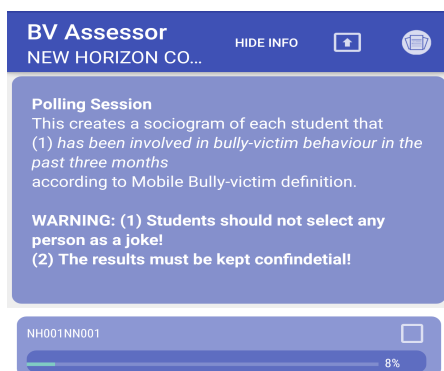 BV Assessor
NEW HORIZON CO...
HIDE INFO
Polling Session
This creates a sociogram of each student that
(1) has been involved in bully-victim behaviour in the
past three months
according to Mobile Bully-victim definition.
WARNING: (1) Students should not select any
person as a joke!
(2) The results must be kept confindetial!
NH001NN001
8%